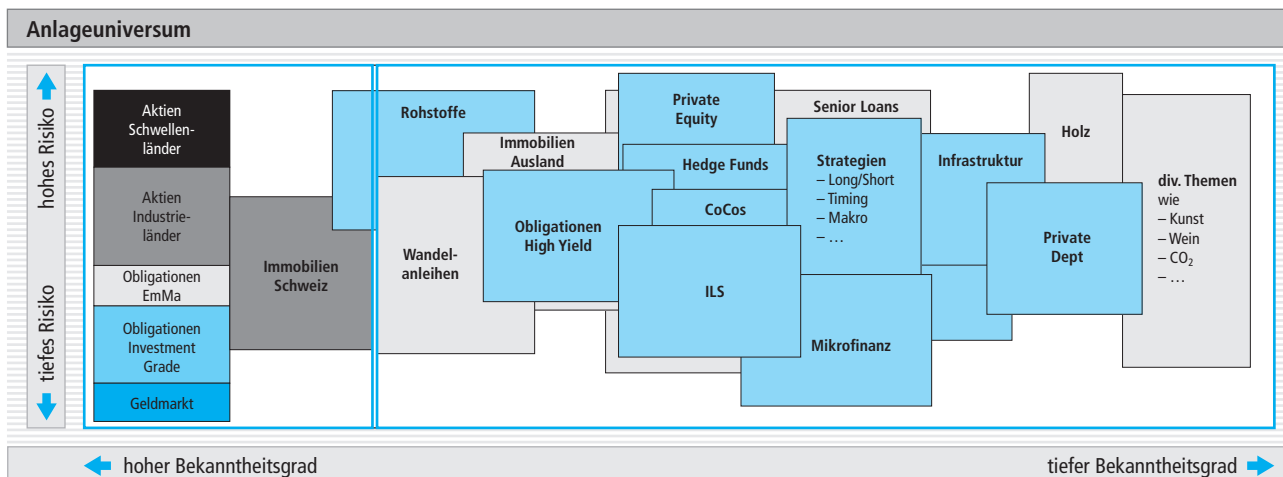 Anlageuniversum
hohes Risiko
tiefes Risiko
Aktien
Schwellen-
länder
Aktien
Industrie-
länder
Obligationen
EmMa
Obligationen
Investment
Grade
Geldmarkt
Immobilien
Schweiz
Rohstoffe
Wandel-
anleihen
Immobilien
Ausland
Obligationen
High Yield
Private
Equity
Hedge Funds
CoCos
ILS
Senior Loans
Strategien
– Long/Short
– Timing
– Makro
– …
Mikrofinanz
Infrastruktur
Private
Dept
Holz
div. Themen
wie
– Kunst
– Wein
– CO₂
– …
hoher Bekanntheitsgrad
tiefer Bekanntheitsgrad